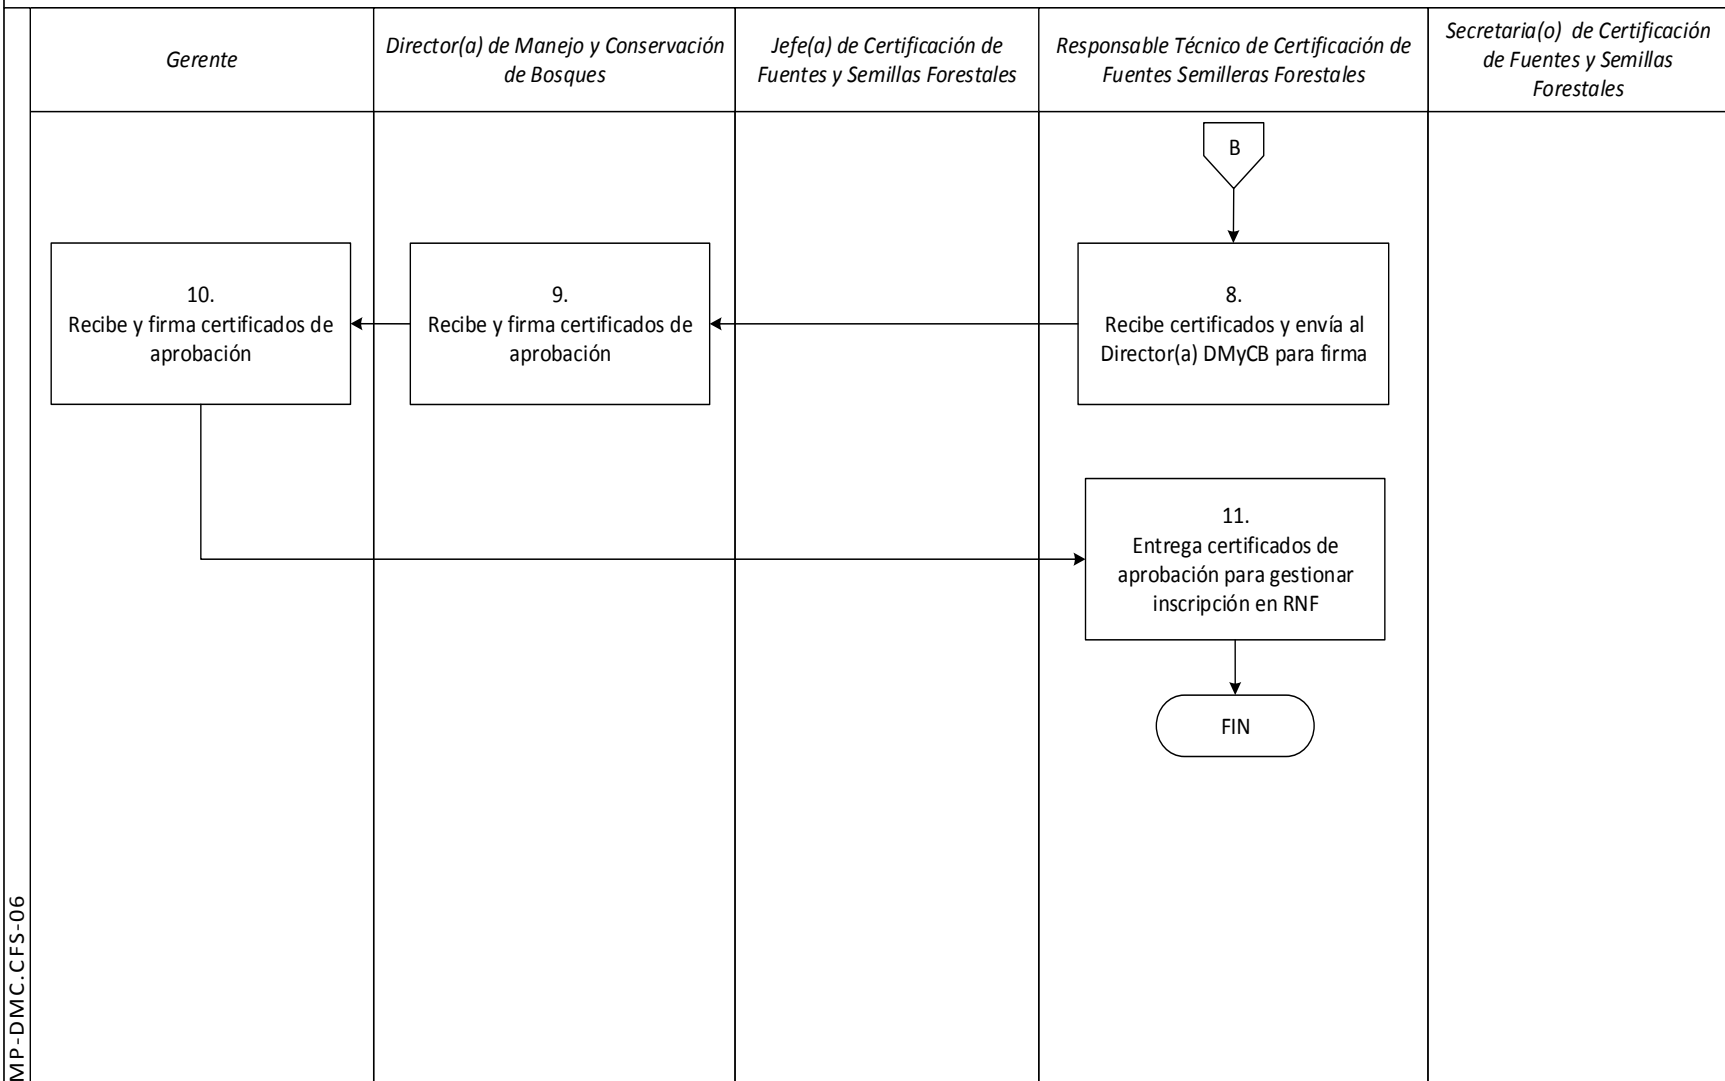 Gerente
Director(a) de Manejo y Conservación
de Bosques
Jefe(a) de Certificación de
Fuentes y Semillas Forestales
Responsable Técnico de Certificación de
Fuentes Semilleras Forestales
Secretaria(o) de Certificación
de Fuentes y Semillas
Forestales
B
10.
Recibe y firma certificados de
aprobación
9.
Recibe y firma certificados de
aprobación
8.
Recibe certificados y envía al
Director(a) DMyCB para firma
11.
Entrega certificados de
aprobación para gestionar
inscripción en RNF
FIN
MP-DMC.CFS-06